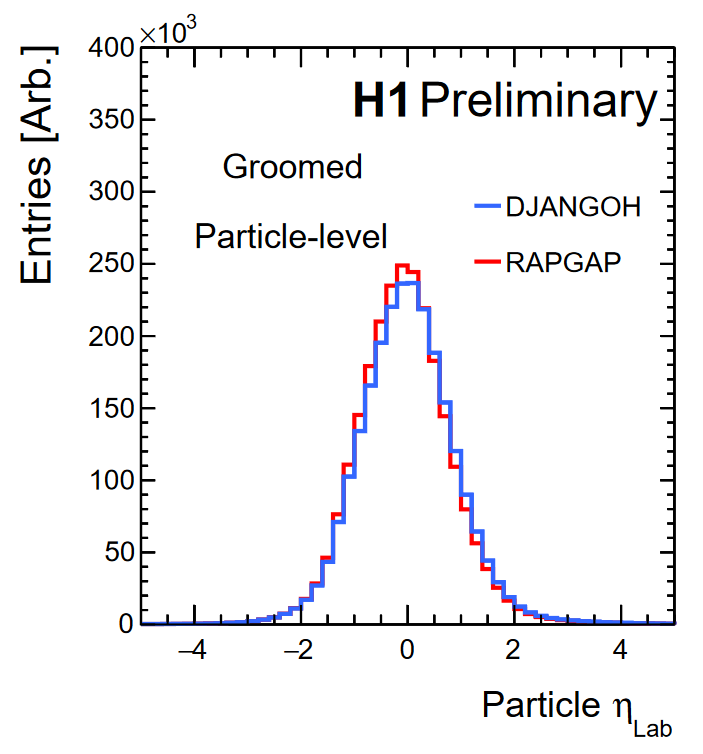 ×10³
400
350
300
250
200
150
100
50
0
Entries [Arb.]
H1 Preliminary
Groomed
Particle-level
DJANGOH
RAPGAP
−4 −2 0 2 4
Particle η Lab